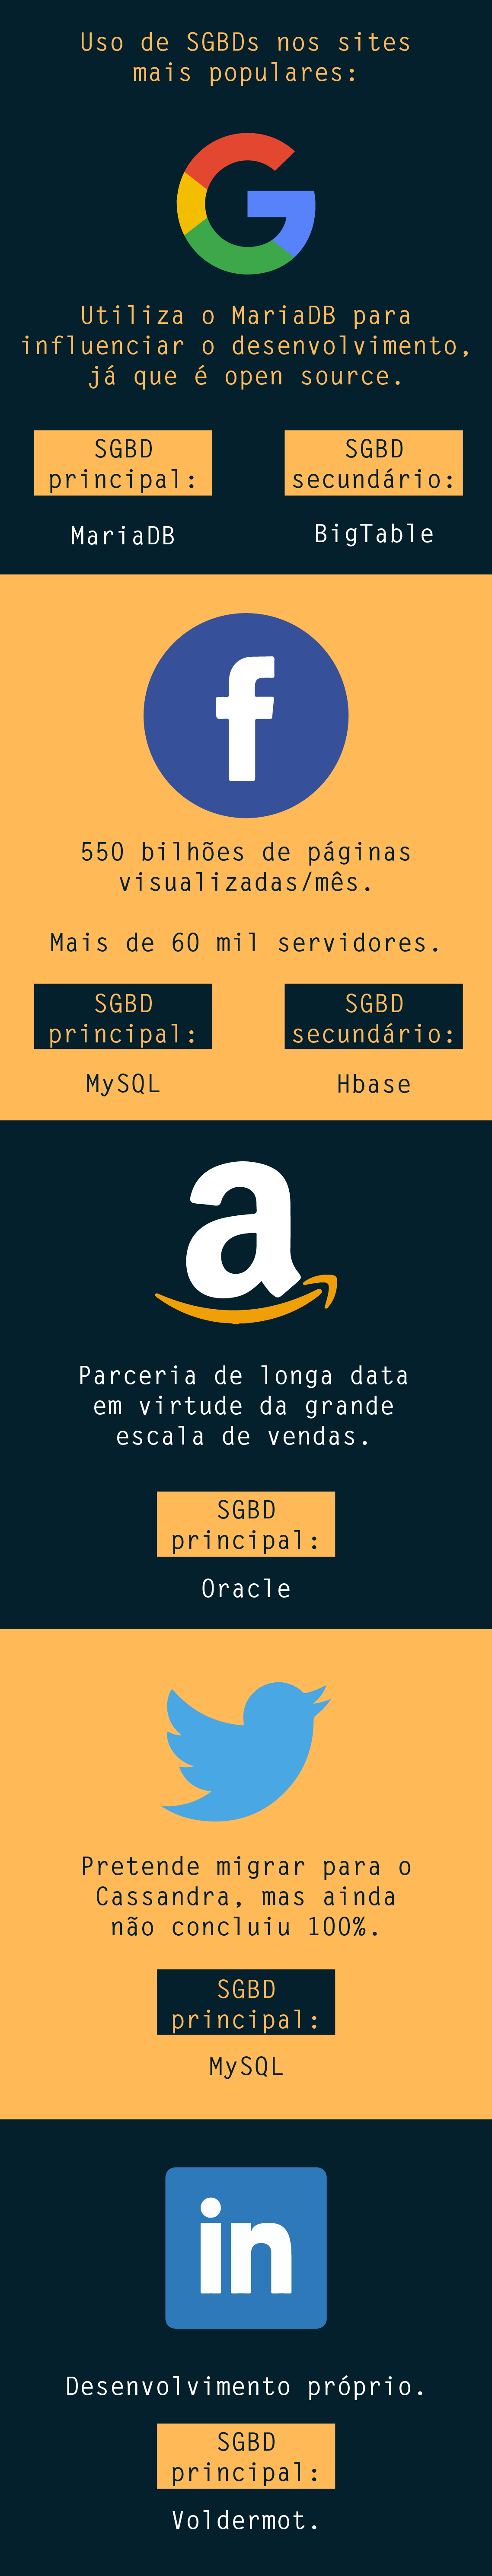 Uso de SGBDs nos sites
mais populares:
Utiliza o MariaDB para
influenciar o desenvolvimento,
já que é open source.
SGBD
principal:
MariaDB
SGBD
secundário:
BigTable
f
550 bilhões de páginas
visualizadas/mês.
Mais de 60 mil servidores.
SGBD
principal:
MySQL
SGBD
secundário:
Hbase
a
Parceria de longa data
em virtude da grande
escala de vendas.
SGBD
principal:
Oracle
Pretende migrar para o
Cassandra, mas ainda
não concluiu 100%.
SGBD
principal:
MySQL
in
Desenvolvimento próprio.
SGBD
principal:
Voldermot.